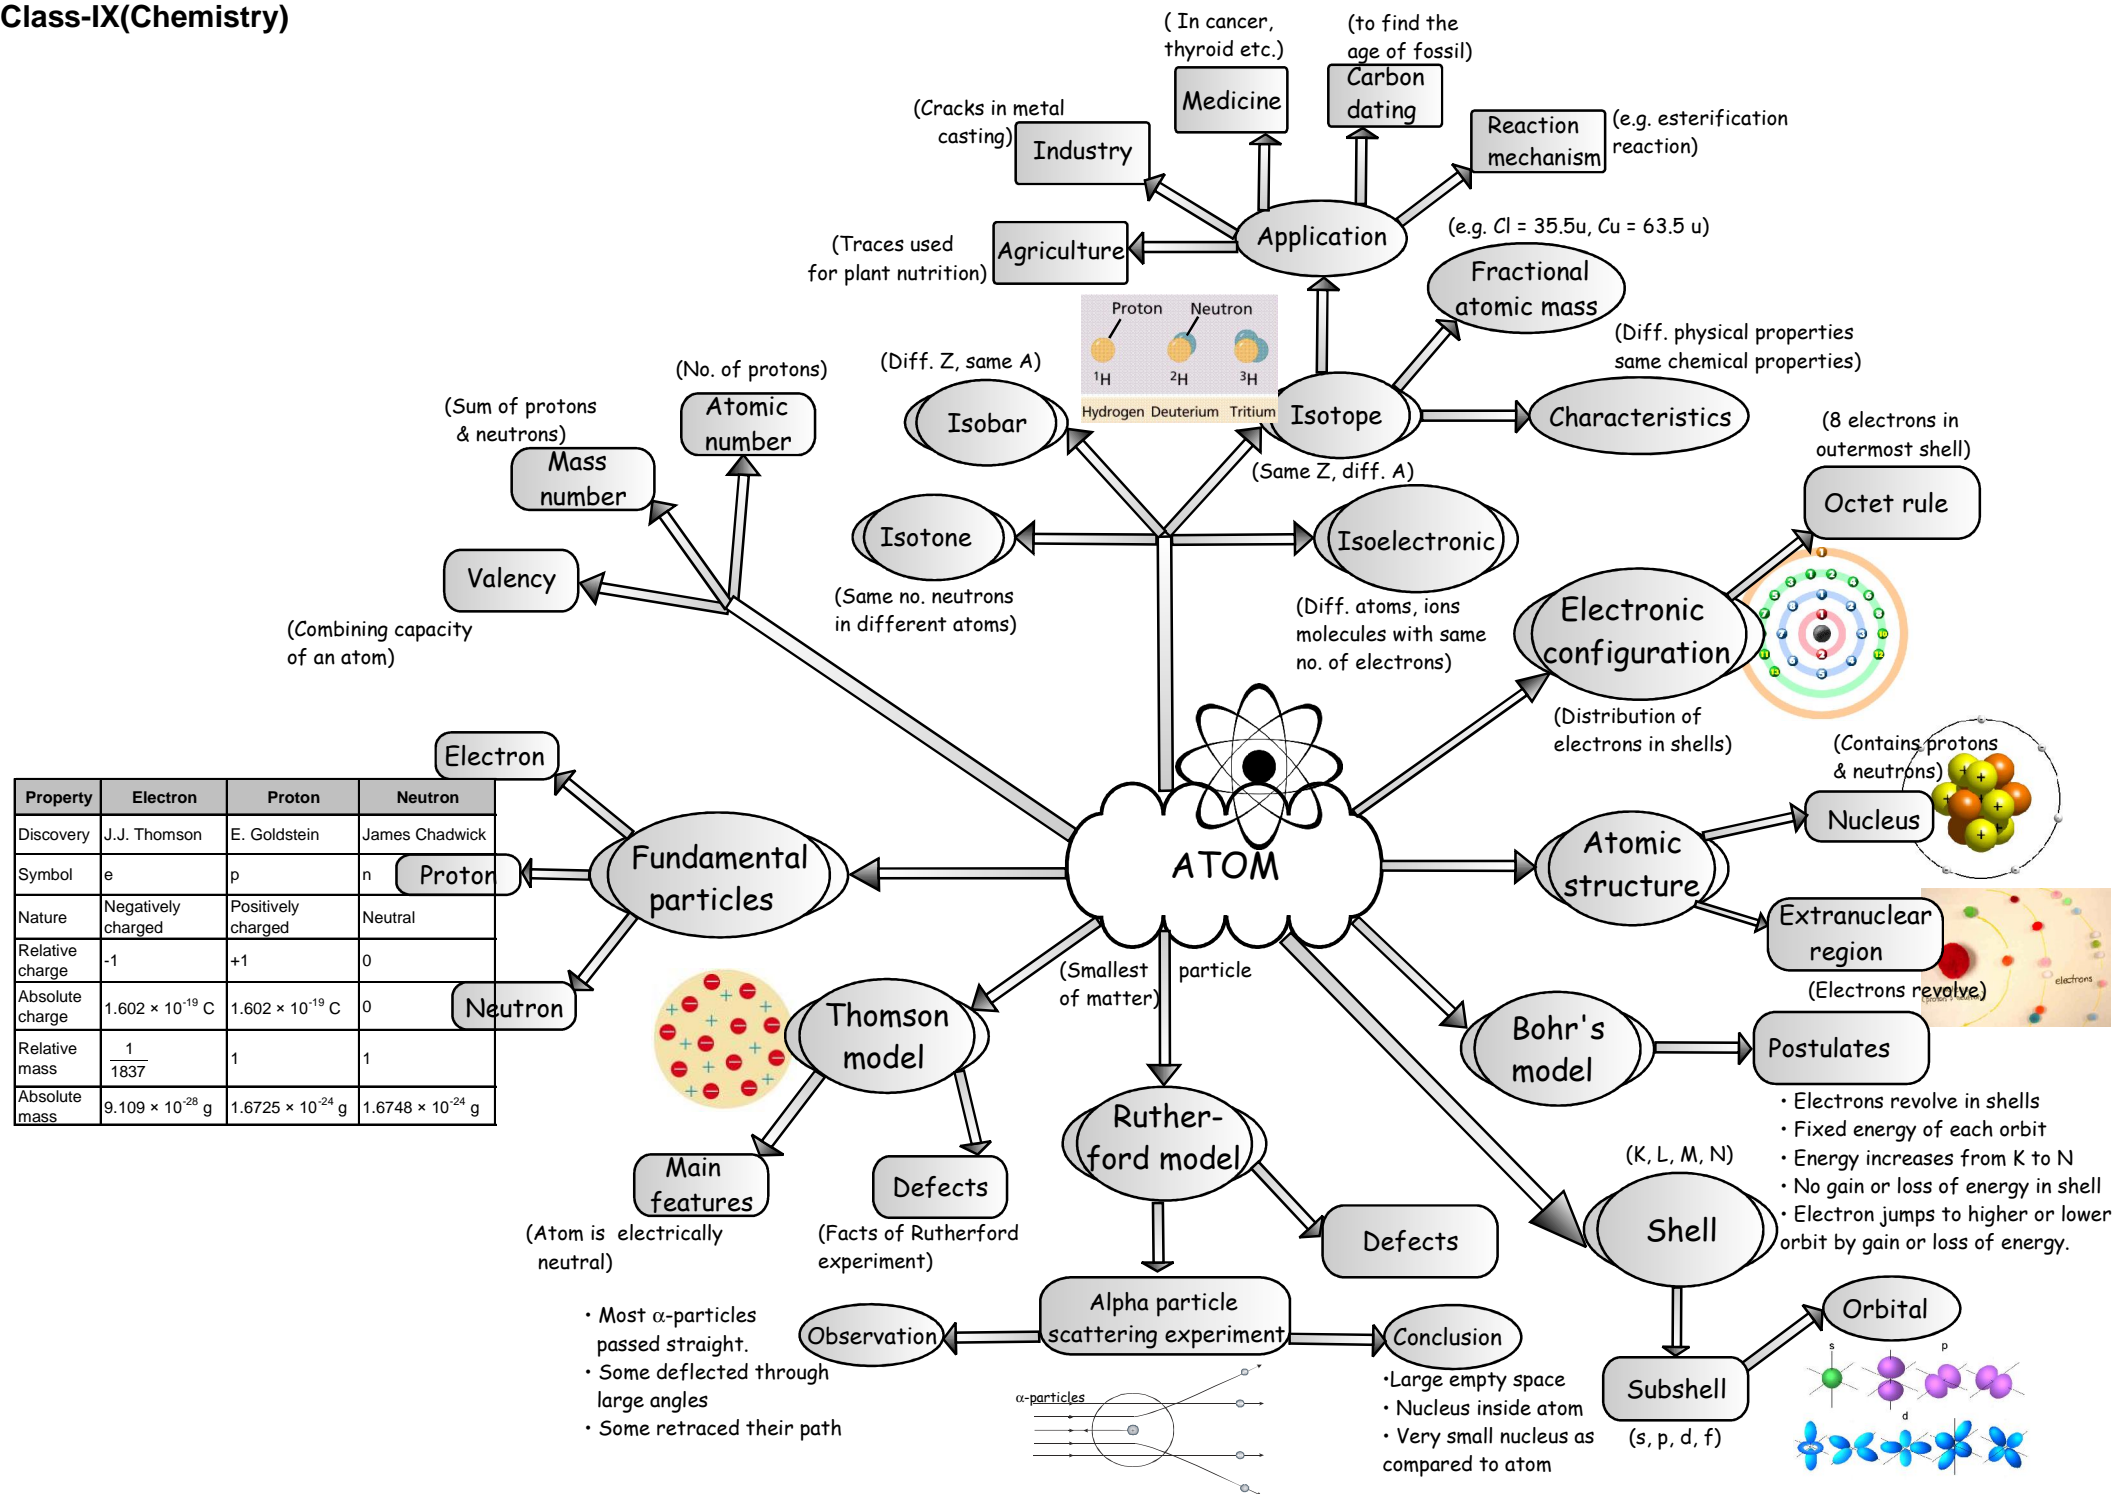 Class-IX(Chemistry)
( In cancer,
thyroid etc.)
(to find the
age of fossil)
Medicine
Carbon
dating
(Cracks in metal
casting)
Industry
Reaction
mechanism
(e.g. esterification
reaction)
(Traces used
for plant nutrition)
Agriculture
Application
(e.g. Cl = 35.5u, Cu = 63.5 u)
Fractional
atomic mass
Proton Neutron
¹H ²H ³H
Hydrogen Deuterium Tritium
(Diff. physical properties
same chemical properties)
Characteristics
Isotope
(Same Z, diff. A)
(Diff. Z, same A)
Isobar
Isotone
(Same no. neutrons
in different atoms)
Isoelectronic
(Diff. atoms, ions
molecules with same
no. of electrons)
(No. of protons)
Atomic
number
(Sum of protons
& neutrons)
Mass
number
Valency
(Combining capacity
of an atom)
(8 electrons in
outermost shell)
Octet rule
Electronic
configuration
(Distribution of
electrons in shells)
ATOM
(Smallest particle
of matter)
Electron
Proton
Neutron
Fundamental
particles
Property Electron Proton Neutron
Discovery J.J. Thomson E. Goldstein James Chadwick
Symbol e p n
Nature Negatively charged Positively charged Neutral
Relative charge -1 +1 0
Absolute charge 1.602 × 10⁻¹⁹ C 1.602 × 10⁻¹⁹ C 0
Relative mass 1/1837 1 1
Absolute mass 9.109 × 10⁻²⁸ g 1.6725 × 10⁻²⁴ g 1.6748 × 10⁻²⁴ g
(Contains protons
& neutrons)
Nucleus
Atomic
structure
Extranuclear
region
(Electrons revolve)
electrons
Thomson
model
Main
features
(Atom is electrically
neutral)
Defects
(Facts of Rutherford
experiment)
Ruther-
ford model
Defects
Alpha particle
scattering experiment
Observation
• Most α-particles
passed straight.
• Some deflected through
large angles
• Some retraced their path
α-particles
Conclusion
•Large empty space
• Nucleus inside atom
• Very small nucleus as
compared to atom
Bohr's
model
Postulates
• Electrons revolve in shells
• Fixed energy of each orbit
• Energy increases from K to N
• No gain or loss of energy in shell
• Electron jumps to higher or lower
orbit by gain or loss of energy.
(K, L, M, N)
Shell
Subshell
(s, p, d, f)
Orbital
s p
d